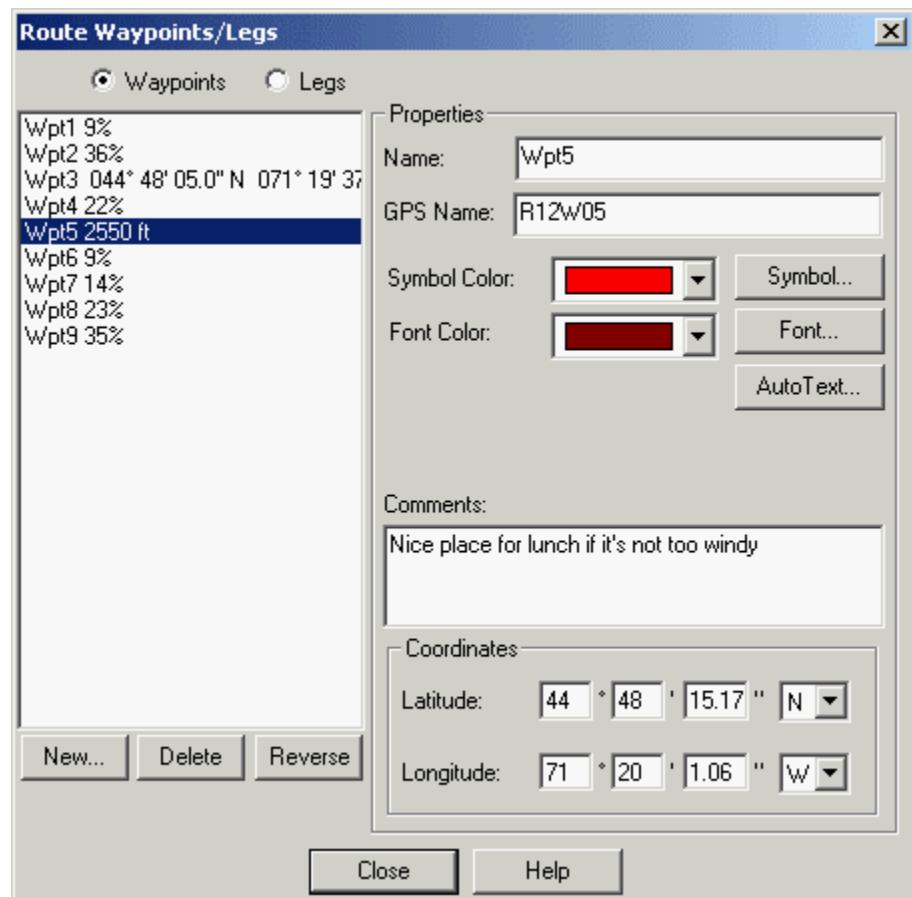 Route Waypoints/Legs
Waypoints Legs
Wpt1 9%
Wpt2 36%
Wpt3 044° 48' 05.0" N 071° 19' 37
Wpt4 22%
Wpt5 2550 ft
Wpt6 9%
Wpt7 14%
Wpt8 23%
Wpt9 35%
New... Delete Reverse
Properties
Name: Wpt5
GPS Name: R12W05
Symbol Color: Symbol...
Font Color: Font...
AutoText...
Comments:
Nice place for lunch if it's not too windy
Coordinates
Latitude: 44 ° 48 ' 15.17 " N
Longitude: 71 ° 20 ' 1.06 " W
Close Help